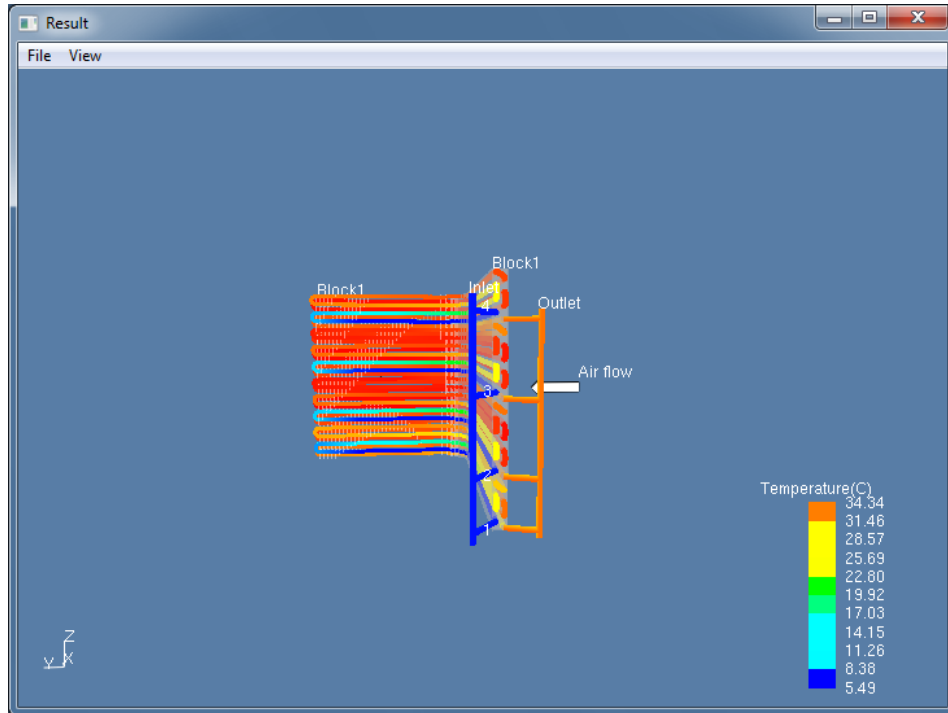 Result
File View
Block1
Block1
Inlet
4
Outlet
Air flow
3
2
1
Temperature(C)
34.34
31.46
28.57
25.69
22.80
19.92
17.03
14.15
11.26
8.38
5.49
Z
Y X